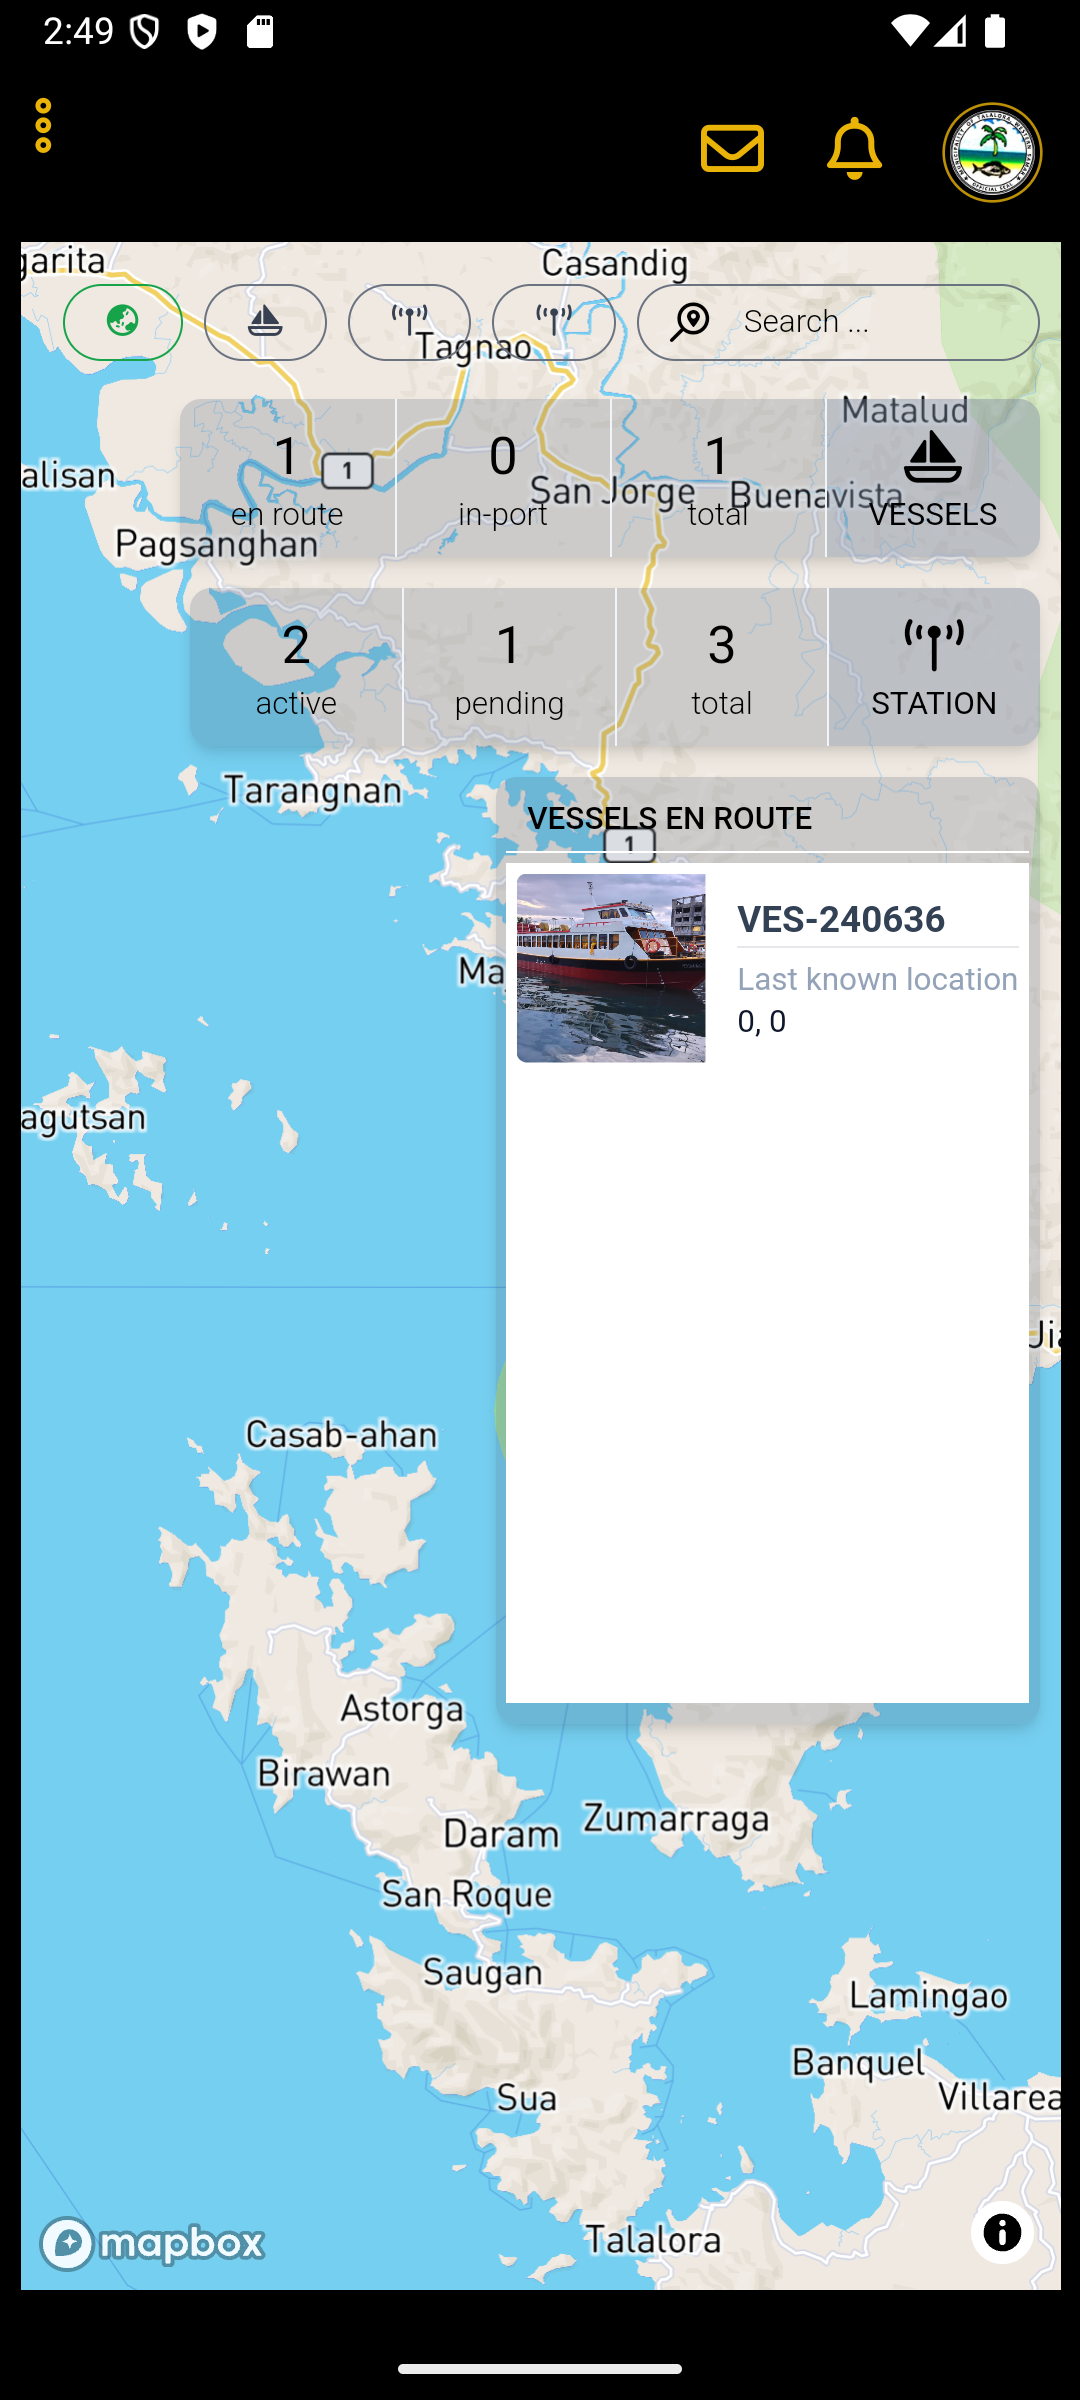 2:49
garita
Casandig
Search ...
Tagnao
Matalud
1
en route
0
in-port
1
total
VESSELS
1
alisan
San Jorge
Buenavista
Pagsanghan
2
active
1
pending
3
total
STATION
Tarangnan
VESSELS EN ROUTE
1
VES-240636
Last known location
0, 0
Ma
agutsan
Jia
Casab-ahan
Astorga
Birawan
Zumarraga
Daram
San Roque
Saugan
Lamingao
Banquel
Villarea
Sua
Talalora
mapbox